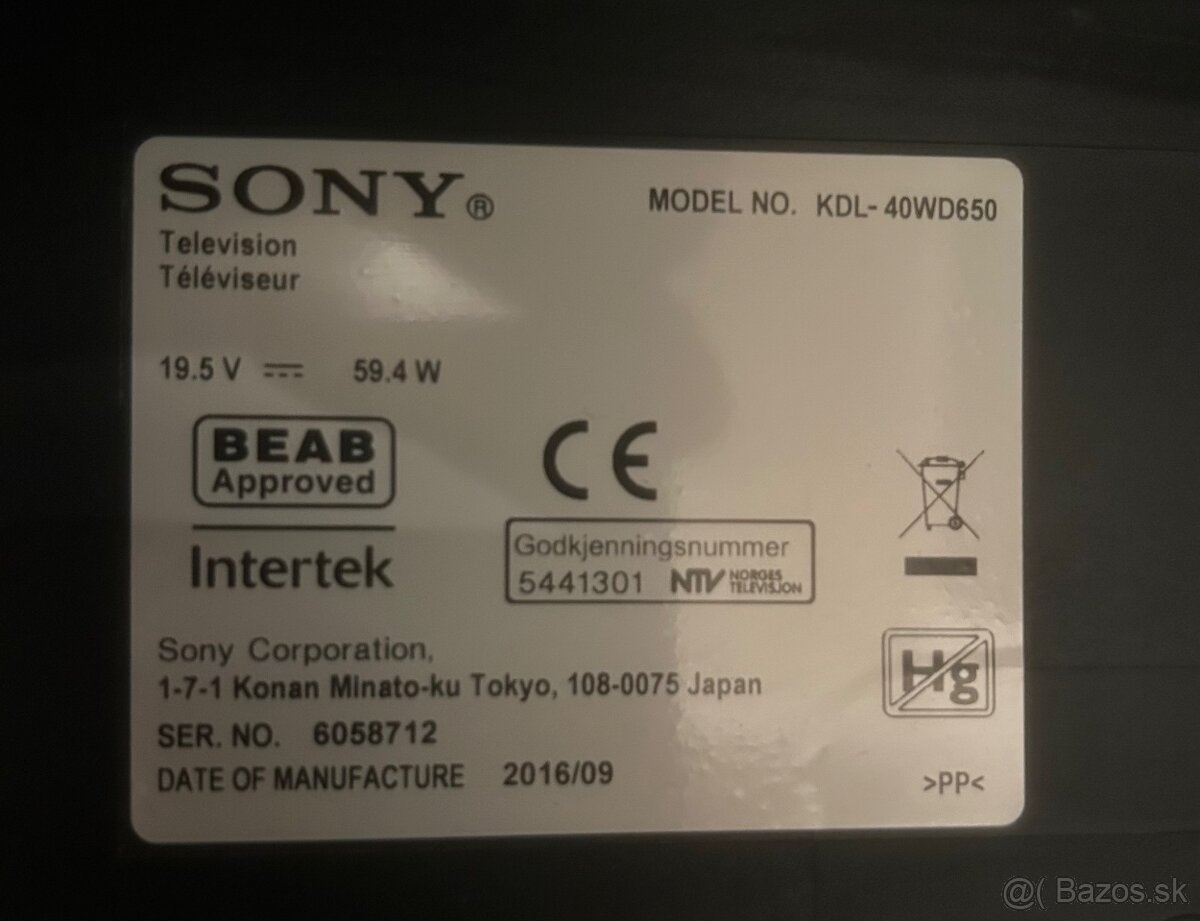 SONY®
MODEL NO. KDL-40WD650
Television
Téléviseur
19.5 V ⎓ 59.4 W
BEAB
Approved
Intertek
CE
Godkjenningsnummer
5441301 NTV NORGES TELEVISJON
Hg
Sony Corporation,
1-7-1 Konan Minato-ku Tokyo, 108-0075 Japan
SER. NO. 6058712
DATE OF MANUFACTURE 2016/09
>PP<
@( Bazos.sk